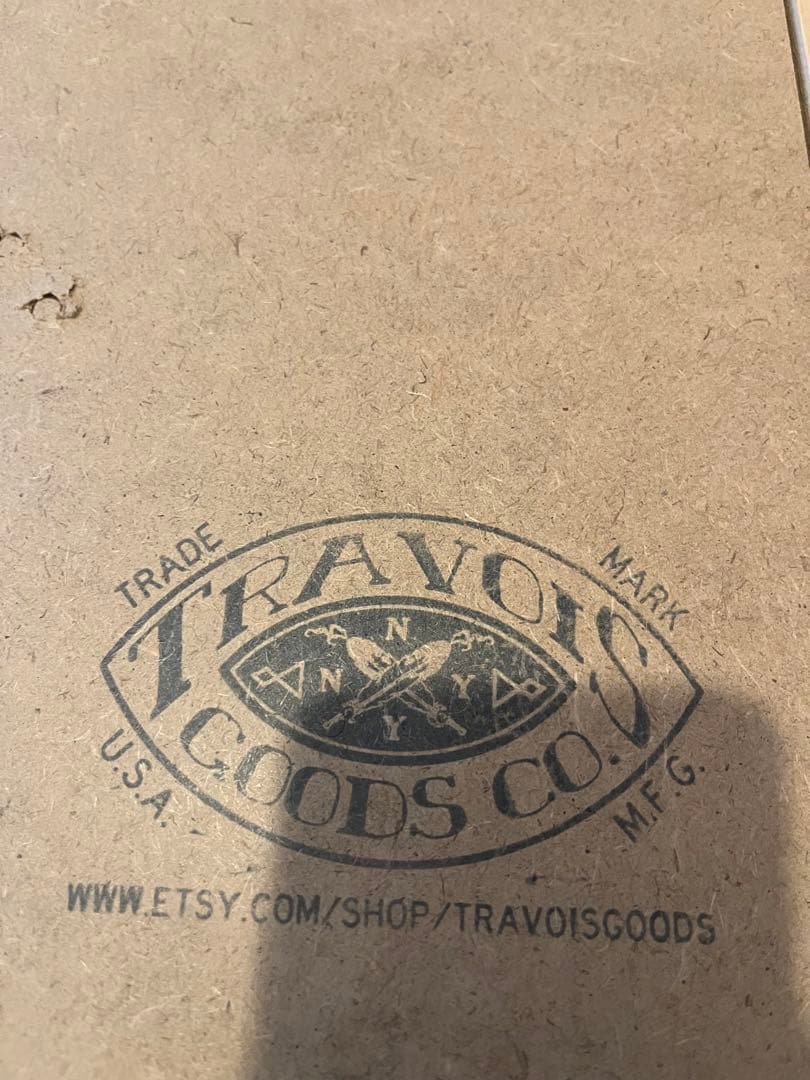 TRADE MARK
TRAVOIS
N
N Y
Y
GOODS CO.
U.S.A. M.F.G.
WWW.ETSY.COM/SHOP/TRAVOISGOODS